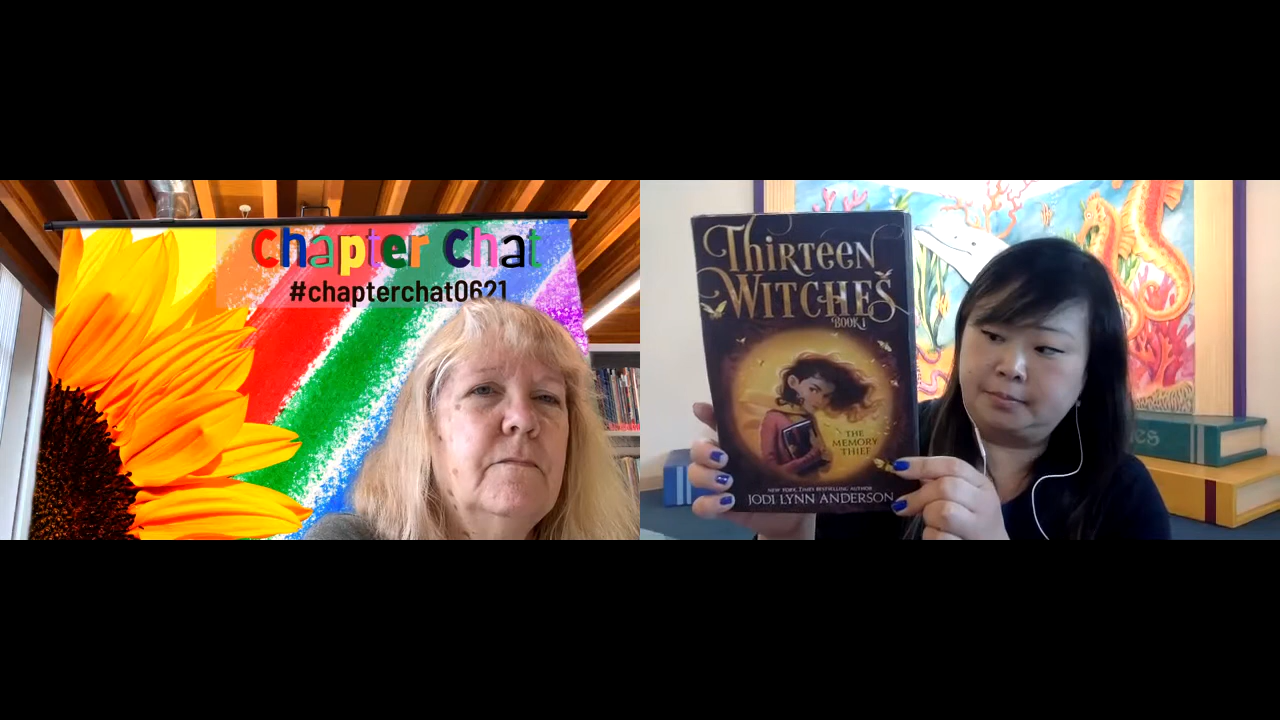 Chapter Chat
#chapterchat0621
THIRTEEN
WITCHES
BOOK 1
THE
MEMORY
THIEF
NEW YORK TIMES BESTSELLING AUTHOR
JODI LYNN ANDERSON